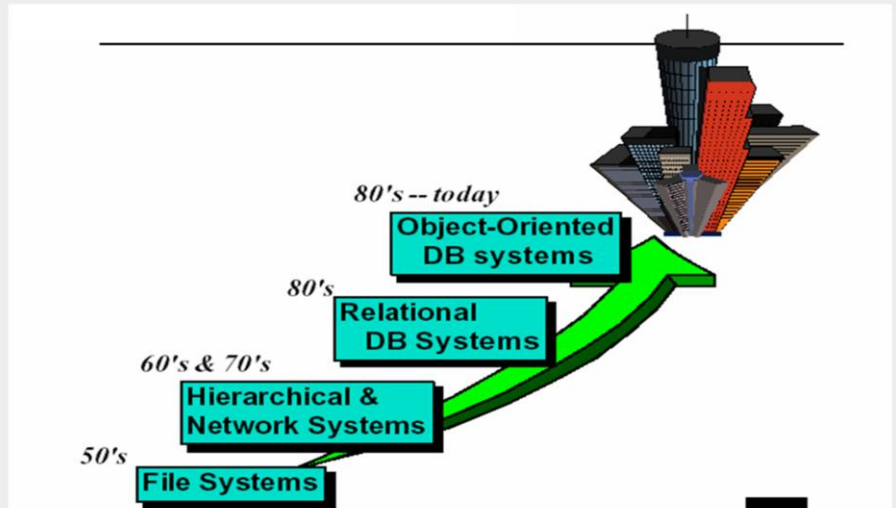 80's -- today
Object-Oriented
DB systems
80's
Relational
DB Systems
60's & 70's
Hierarchical &
Network Systems
50's
File Systems